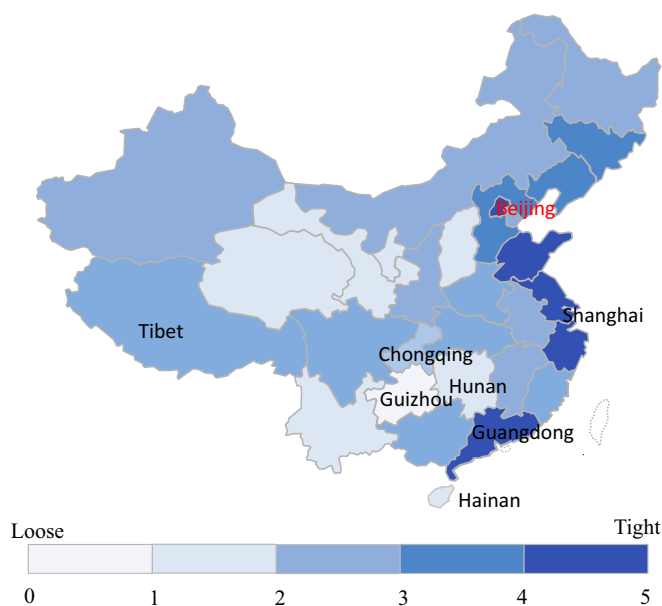 Beijing
Shanghai
Tibet
Chongqing
Hunan
Guizhou
Guangdong
Hainan
Loose
Tight
0
1
2
3
4
5